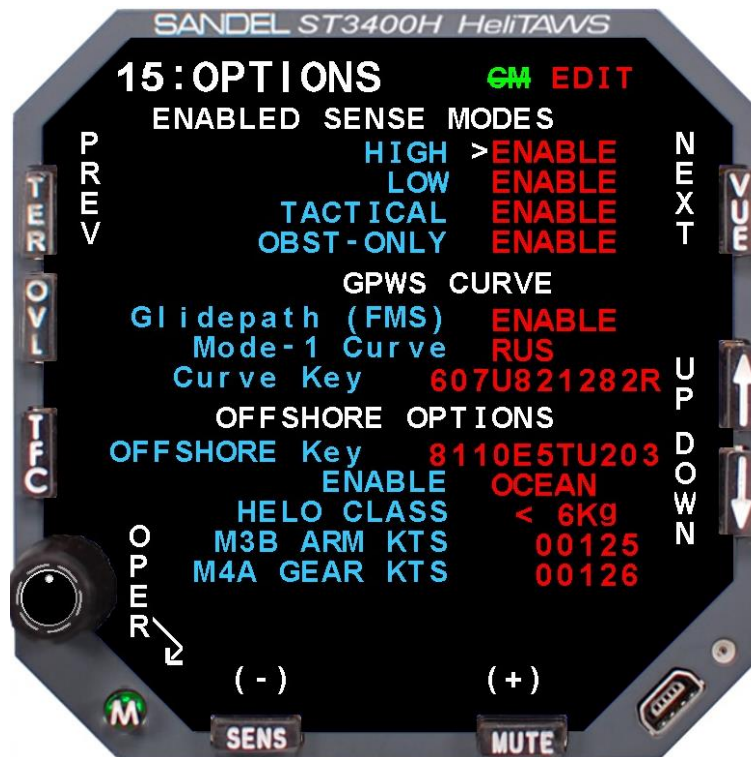 SANDEL ST3400H HeliTAWS
15:OPTIONS GM EDIT
ENABLED SENSE MODES
HIGH >ENABLE
LOW ENABLE
TACTICAL ENABLE
OBST-ONLY ENABLE
GPWS CURVE
Glidepath (FMS) ENABLE
Mode-1 Curve RUS
Curve Key 607U821282R
OFFSHORE OPTIONS
OFFSHORE Key 8110E5TU203
ENABLE OCEAN
HELO CLASS < 6Kg
M3B ARM KTS 00125
M4A GEAR KTS 00126
PREV
NEXT
TER
VUE
OVL
UP
TFC
DOWN
OPER
(-) (+)
M
SENS MUTE